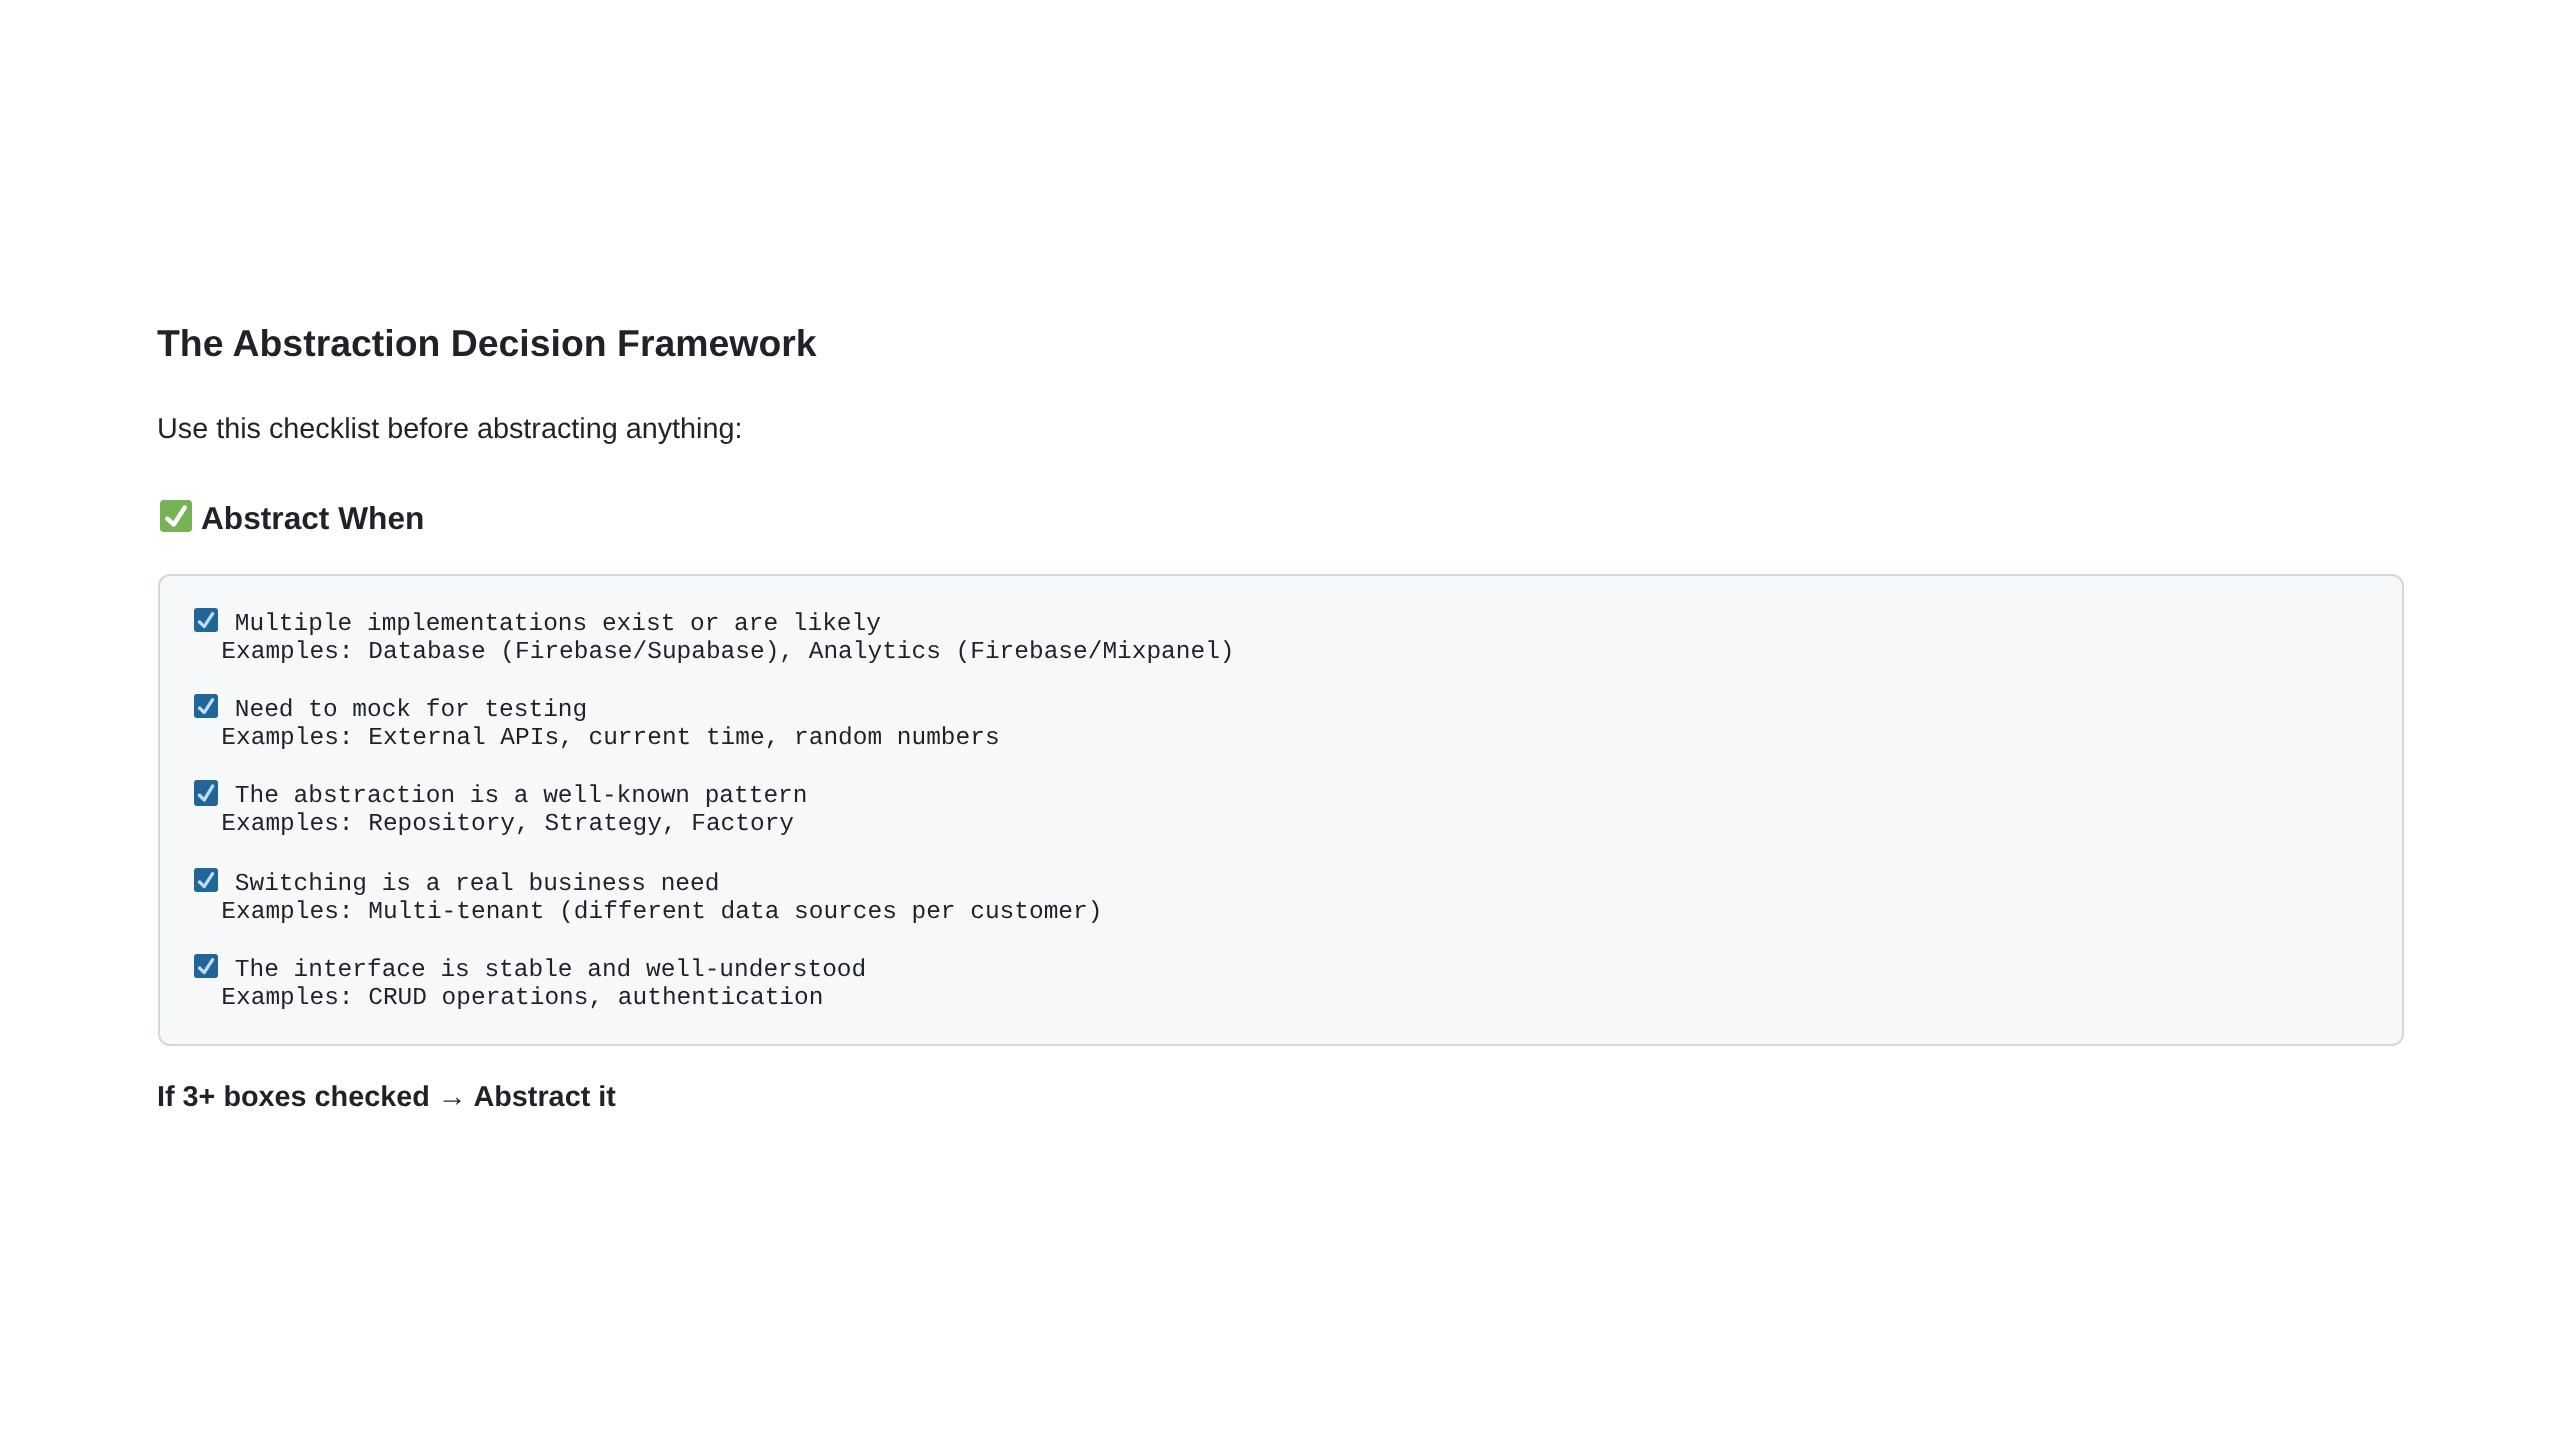 The Abstraction Decision Framework
Use this checklist before abstracting anything:
✅ Abstract When
☑ Multiple implementations exist or are likely
Examples: Database (Firebase/Supabase), Analytics (Firebase/Mixpanel)
☑ Need to mock for testing
Examples: External APIs, current time, random numbers
☑ The abstraction is a well-known pattern
Examples: Repository, Strategy, Factory
☑ Switching is a real business need
Examples: Multi-tenant (different data sources per customer)
☑ The interface is stable and well-understood
Examples: CRUD operations, authentication
If 3+ boxes checked → Abstract it